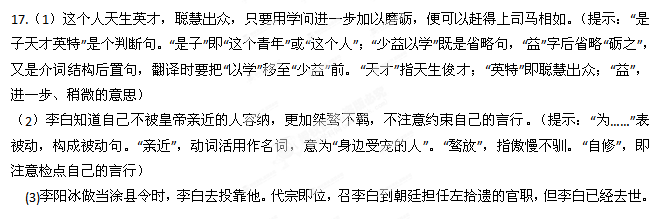 17.（1）这个人天生英才，聪慧出众，只要用学问进一步加以磨砺，便可以赶得上司马相如。（提示：“是
子天才英特”是个判断句。“是子”即“这个青年”或“这个人”；“少益以学”既是省略句，“益”字后省略“砺之”，
又是介词结构后置句，翻译时要把“以学”移至“少益”前。“天才”指天生俊才；“英特”即聪慧出众；“益”，
进一步、稍微的意思）
（2）李白知道自己不被皇帝亲近的人容纳，更加桀骜不羁，不注意约束自己的言行。（提示：“为……”表
被动，构成被动句。“亲近”，动词活用作名词，意为“身边受宠的人”。“骜放”，指傲慢不驯。“自修”，即
注意检点自己的言行）
(3)李阳冰做当涂县令时，李白去投靠他。代宗即位，召李白到朝廷担任左拾遗的官职，但李白已经去世。